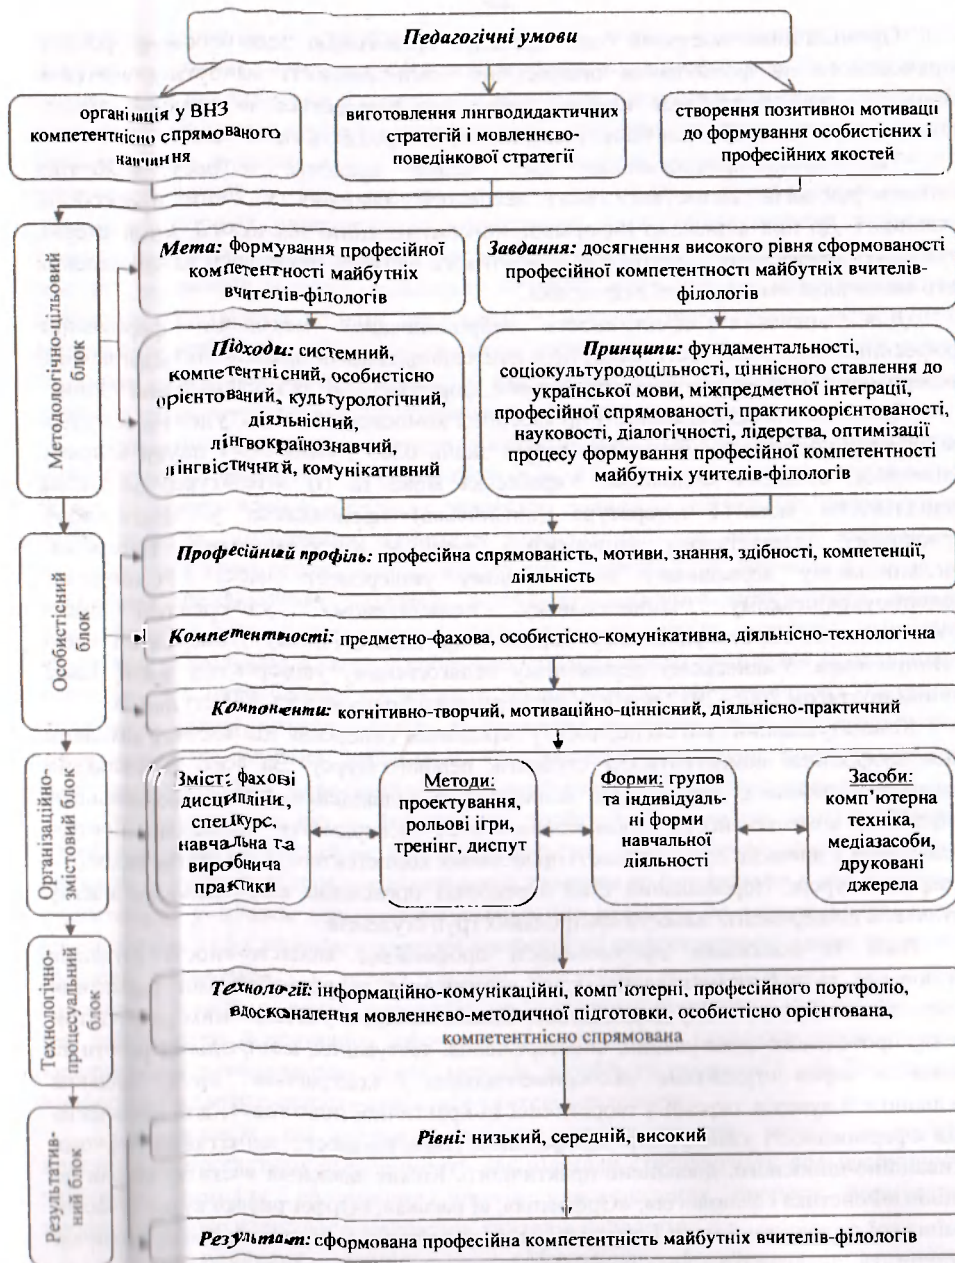 Педагогічні умови
організація у ВНЗ
компетентнісно спрямованого
навчання
виготовлення лінгводидактичних
стратегій і мовленнєво-
поведінкової стратегії
створення позитивної мотивації
до формування особистісних і
професійних якостей
Методологічно-цільовий
блок
Мета: формування професійної
компетентності майбутніх
вчителів-філологів
Завдання: досягнення високого рівня сформованості
професійної компетентності майбутніх вчителів-
філологів
Підходи: системний,
компетентнісний, особистісно
орієнтований, культурологічний,
діяльнісний,
лінгвокраїнознавчий
лінгвістичний, комунікативний
Принципи: фундаментальності,
соціокультуродоцільності, ціннісного ставлення до
української мови, міжпредметної інтеграції,
професійної спрямованості, практикоорієнтованості,
науковості, діалогічності, лідерства, оптимізації
процесу формування професійної компетентності
майбутніх учителів-філологів
Особистісний
блок
Професійний профіль: професійна спрямованість, мотиви, знання, здібності, компетенції,
діяльність
Компетентності: предметно-фахова, особистісно-комунікативна, діяльнісно-технологічна
Компоненти: когнітивно-творчий, мотиваційно-ціннісний, діяльнісно-практичний
Організаційно-
змістовий блок
Зміст: фахові
дисципліни,
спецкурс,
навчальна та
виробнича
практики
Методи:
проектування,
рольові ігри,
тренінг, диспут
Форми: групов
та індивідуаль-
ні форми
навчальної
діяльності
Засоби:
комп'ютерна
техніка,
медіазасоби,
друковані
джерела
Технологічно-
процесуальний
блок
Технології: інформаційно-комунікаційні, комп'ютерні, професійного портфоліо,
вдосконалення мовленнєво-методичної підготовки, особистісно орієнтована,
компетентнісно спрямована
Результатив-
ний блок
Рівні: низький, середній, високий
Результат: сформована професійна компетентність майбутніх вчителів-філологів